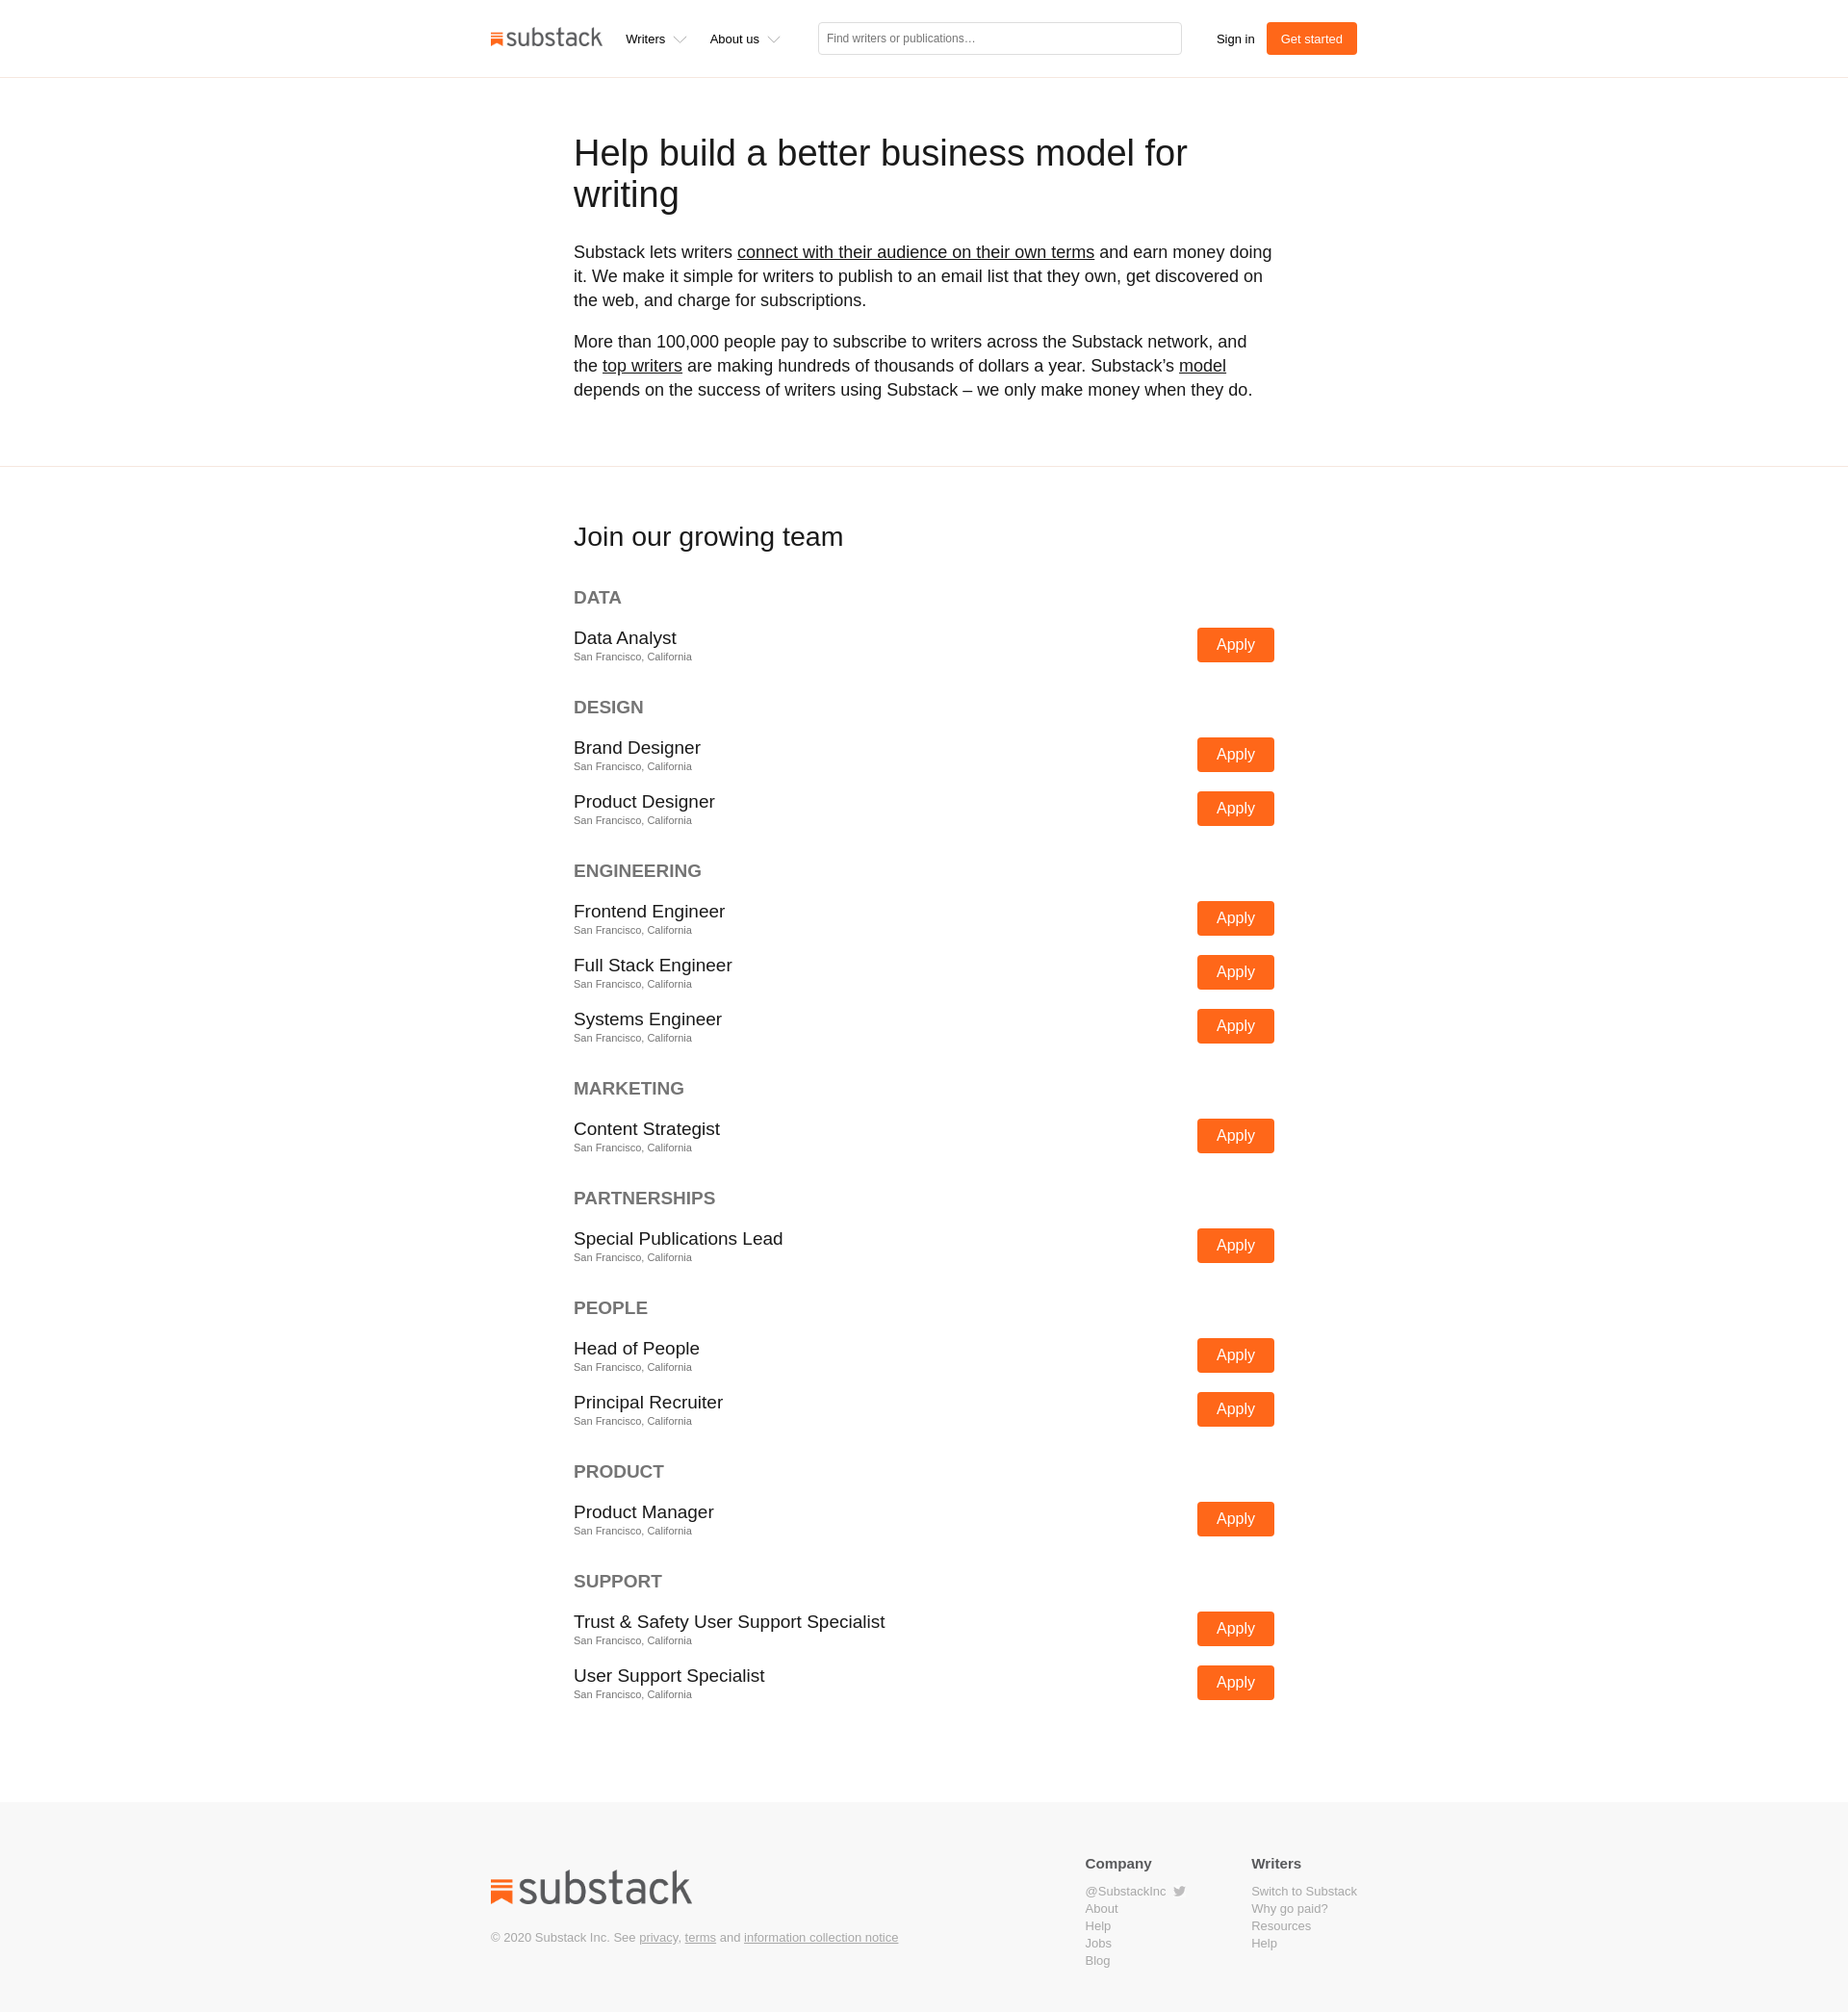 substack Writers About us Find writers or publications… Sign in Get started
Help build a better business model for
writing
Substack lets writers connect with their audience on their own terms and earn money doing
it. We make it simple for writers to publish to an email list that they own, get discovered on
the web, and charge for subscriptions.
More than 100,000 people pay to subscribe to writers across the Substack network, and
the top writers are making hundreds of thousands of dollars a year. Substack’s model
depends on the success of writers using Substack – we only make money when they do.
Join our growing team
DATA
Data Analyst
San Francisco, California
Apply
DESIGN
Brand Designer
San Francisco, California
Apply
Product Designer
San Francisco, California
Apply
ENGINEERING
Frontend Engineer
San Francisco, California
Apply
Full Stack Engineer
San Francisco, California
Apply
Systems Engineer
San Francisco, California
Apply
MARKETING
Content Strategist
San Francisco, California
Apply
PARTNERSHIPS
Special Publications Lead
San Francisco, California
Apply
PEOPLE
Head of People
San Francisco, California
Apply
Principal Recruiter
San Francisco, California
Apply
PRODUCT
Product Manager
San Francisco, California
Apply
SUPPORT
Trust & Safety User Support Specialist
San Francisco, California
Apply
User Support Specialist
San Francisco, California
Apply
substack
© 2020 Substack Inc. See privacy, terms and information collection notice
Company
@SubstackInc
About
Help
Jobs
Blog
Writers
Switch to Substack
Why go paid?
Resources
Help